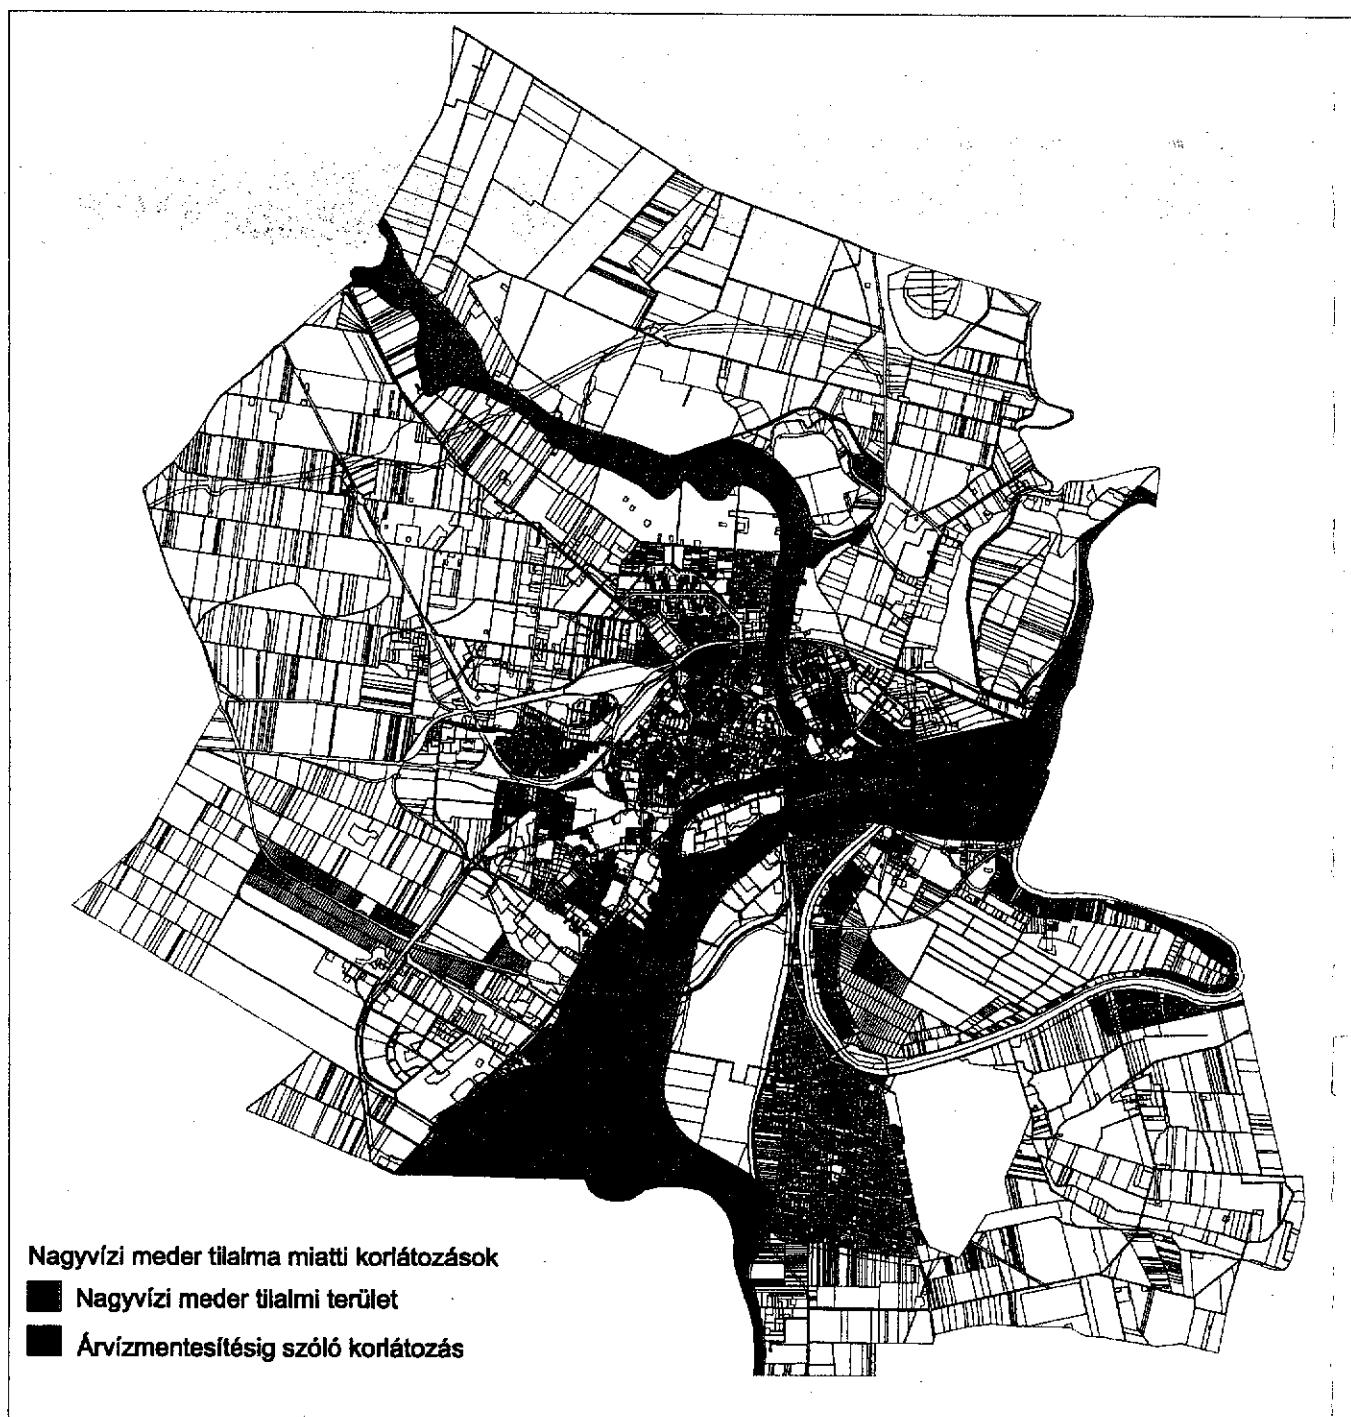 Nagyvízi meder tilalma miatti korlátozások
Nagyvízi meder tilalmi terület
Árvízmentesítésig szóló korlátozás